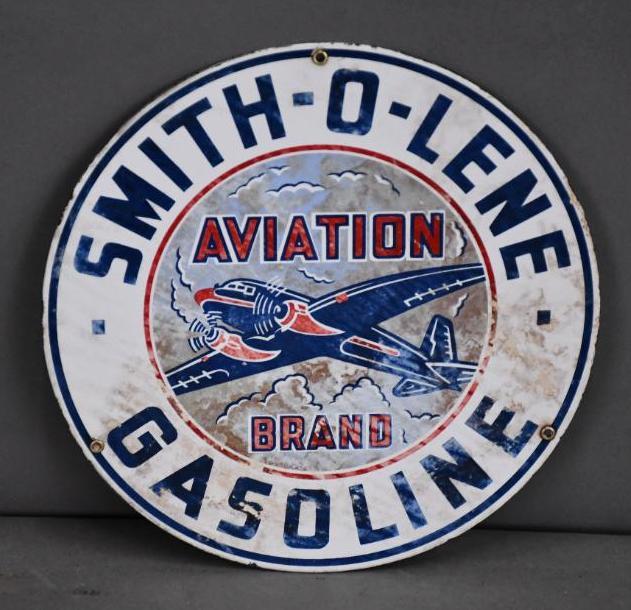 SMITH-O-LENE
AVIATION
BRAND
GASOLINE